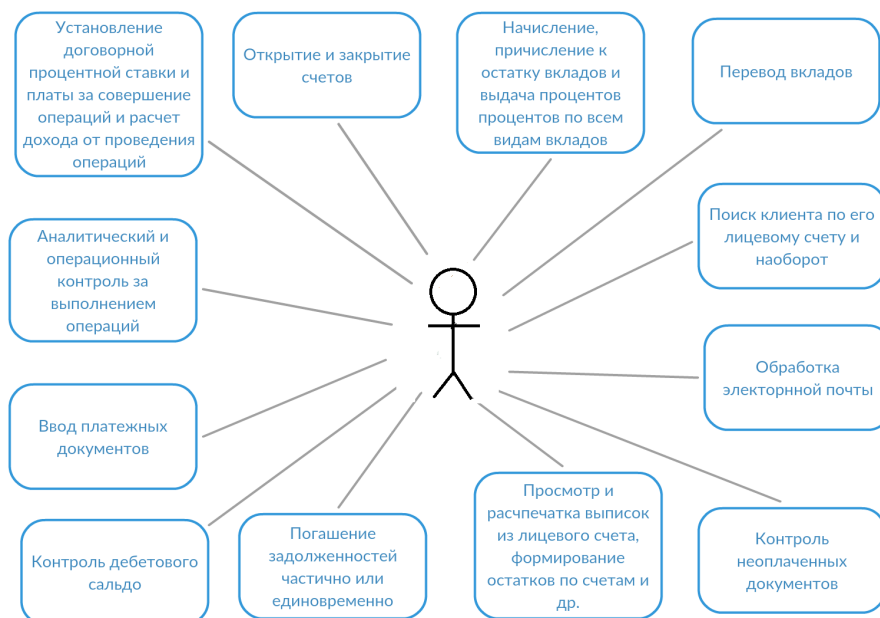 Установление
договорной
процентной ставки и
платы за совершение
операций и расчет
дохода от проведения
операций
Открытие и закрытие
счетов
Начисление,
причисление к
остатку вкладов и
выдача процентов
процентов по всем
видам вкладов
Перевод вкладов
Аналитический и
операционный
контроль за
выполнением
операций
Поиск клиента по его
лицевому счету и
наоборот
Обработка
электорнной почты
Ввод платежных
документов
Контроль дебетового
сальдо
Погашение
задолженностей
частично или
единовременно
Просмотр и
расчпечатка выписок
из лицевого счета,
формирование
остатков по счетам и
др.
Контроль
неоплаченных
документов